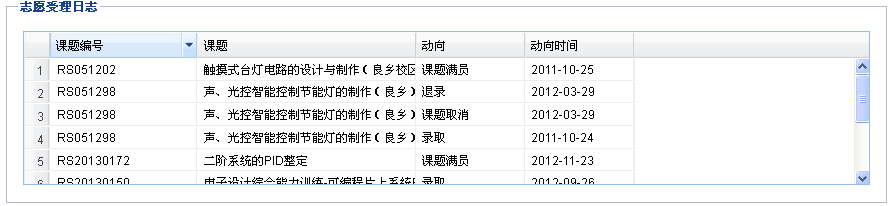 志愿受理日志
课题编号 课题 动向 动向时间
1 RS051202 触摸式台灯电路的设计与制作（良乡校区 课题满员 2011-10-25
2 RS051298 声、光控智能控制节能灯的制作（良乡） 退录 2012-03-29
3 RS051298 声、光控智能控制节能灯的制作（良乡） 课题取消 2012-03-29
4 RS051298 声、光控智能控制节能灯的制作（良乡） 录取 2011-10-24
5 RS20130172 二阶系统的PID整定 课题满员 2012-11-23
6 RS20130150 电子设计综合能力训练-可编程片上系统 录取 2012-09-26